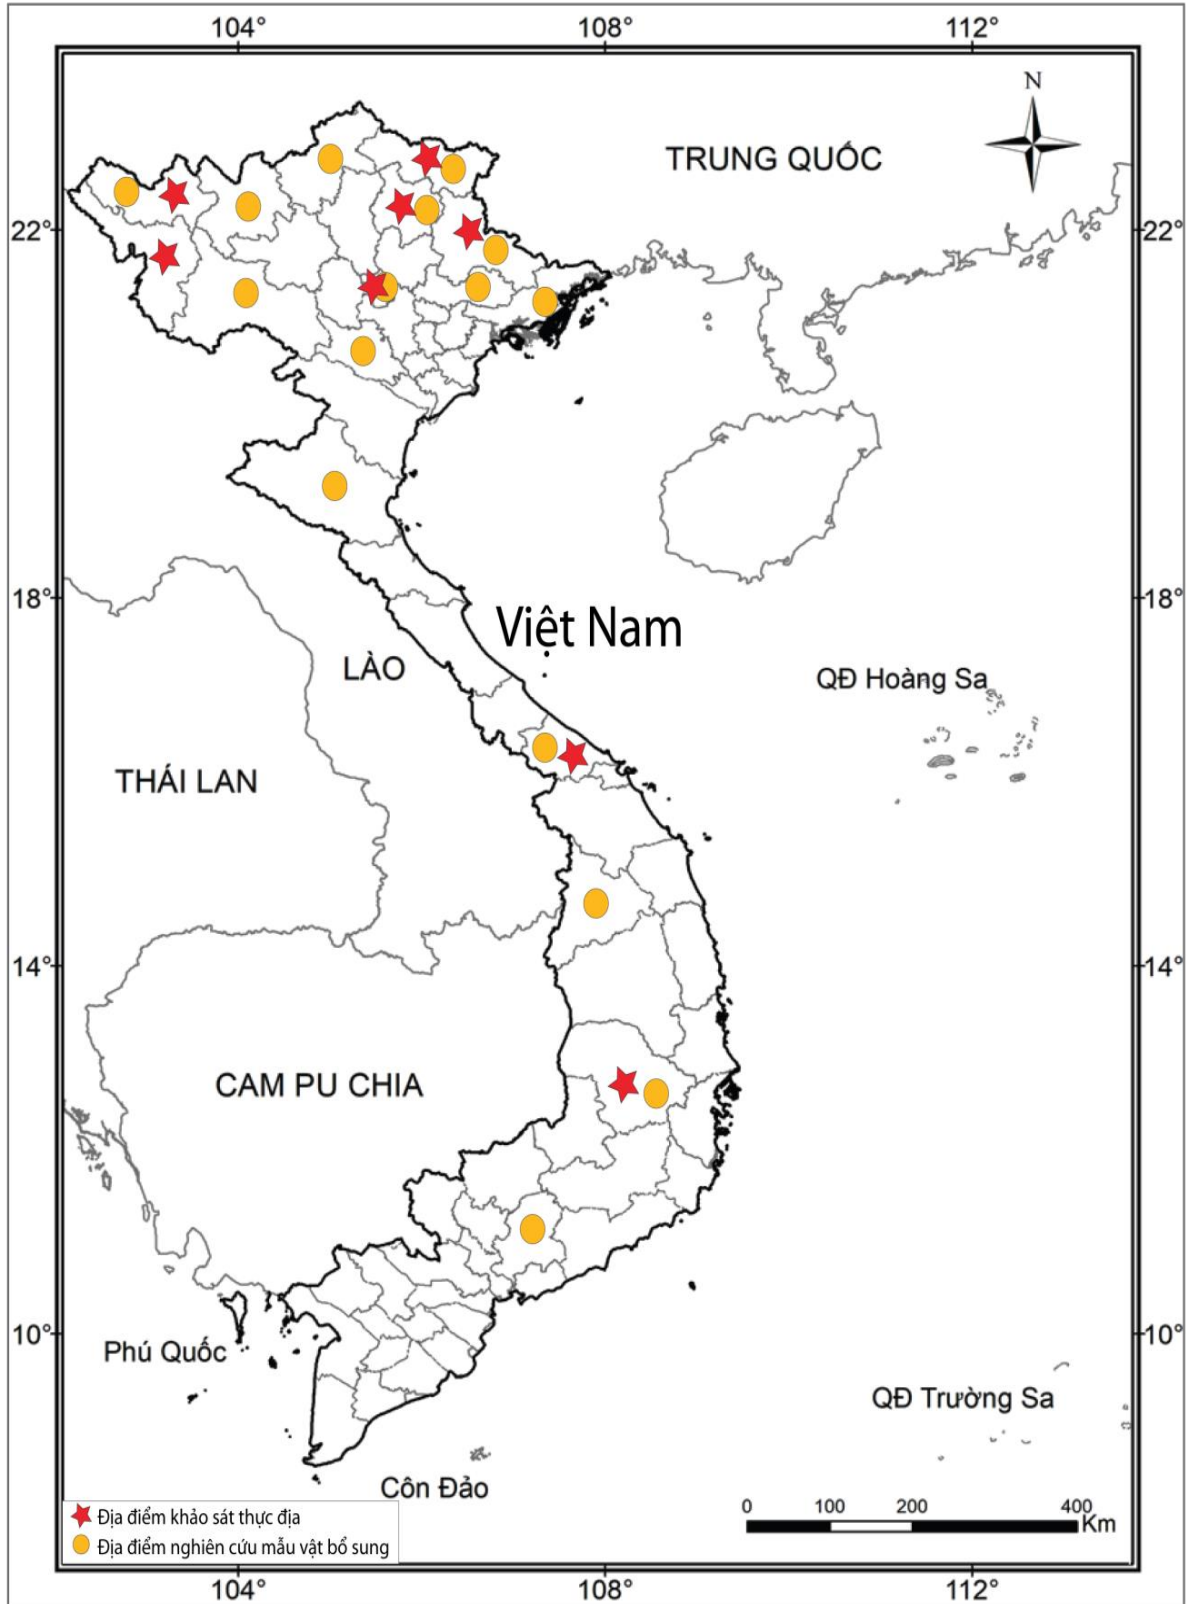 104° 108° 112°
N
TRUNG QUỐC
22° 22°
18° 18°
Việt Nam
LÀO
QĐ Hoàng Sa
THÁI LAN
14° 14°
CAM PU CHIA
10° 10°
Phú Quốc
QĐ Trường Sa
Côn Đảo
0 100 200 400
Km
Địa điểm khảo sát thực địa
Địa điểm nghiên cứu mẫu vật bổ sung
104° 108° 112°